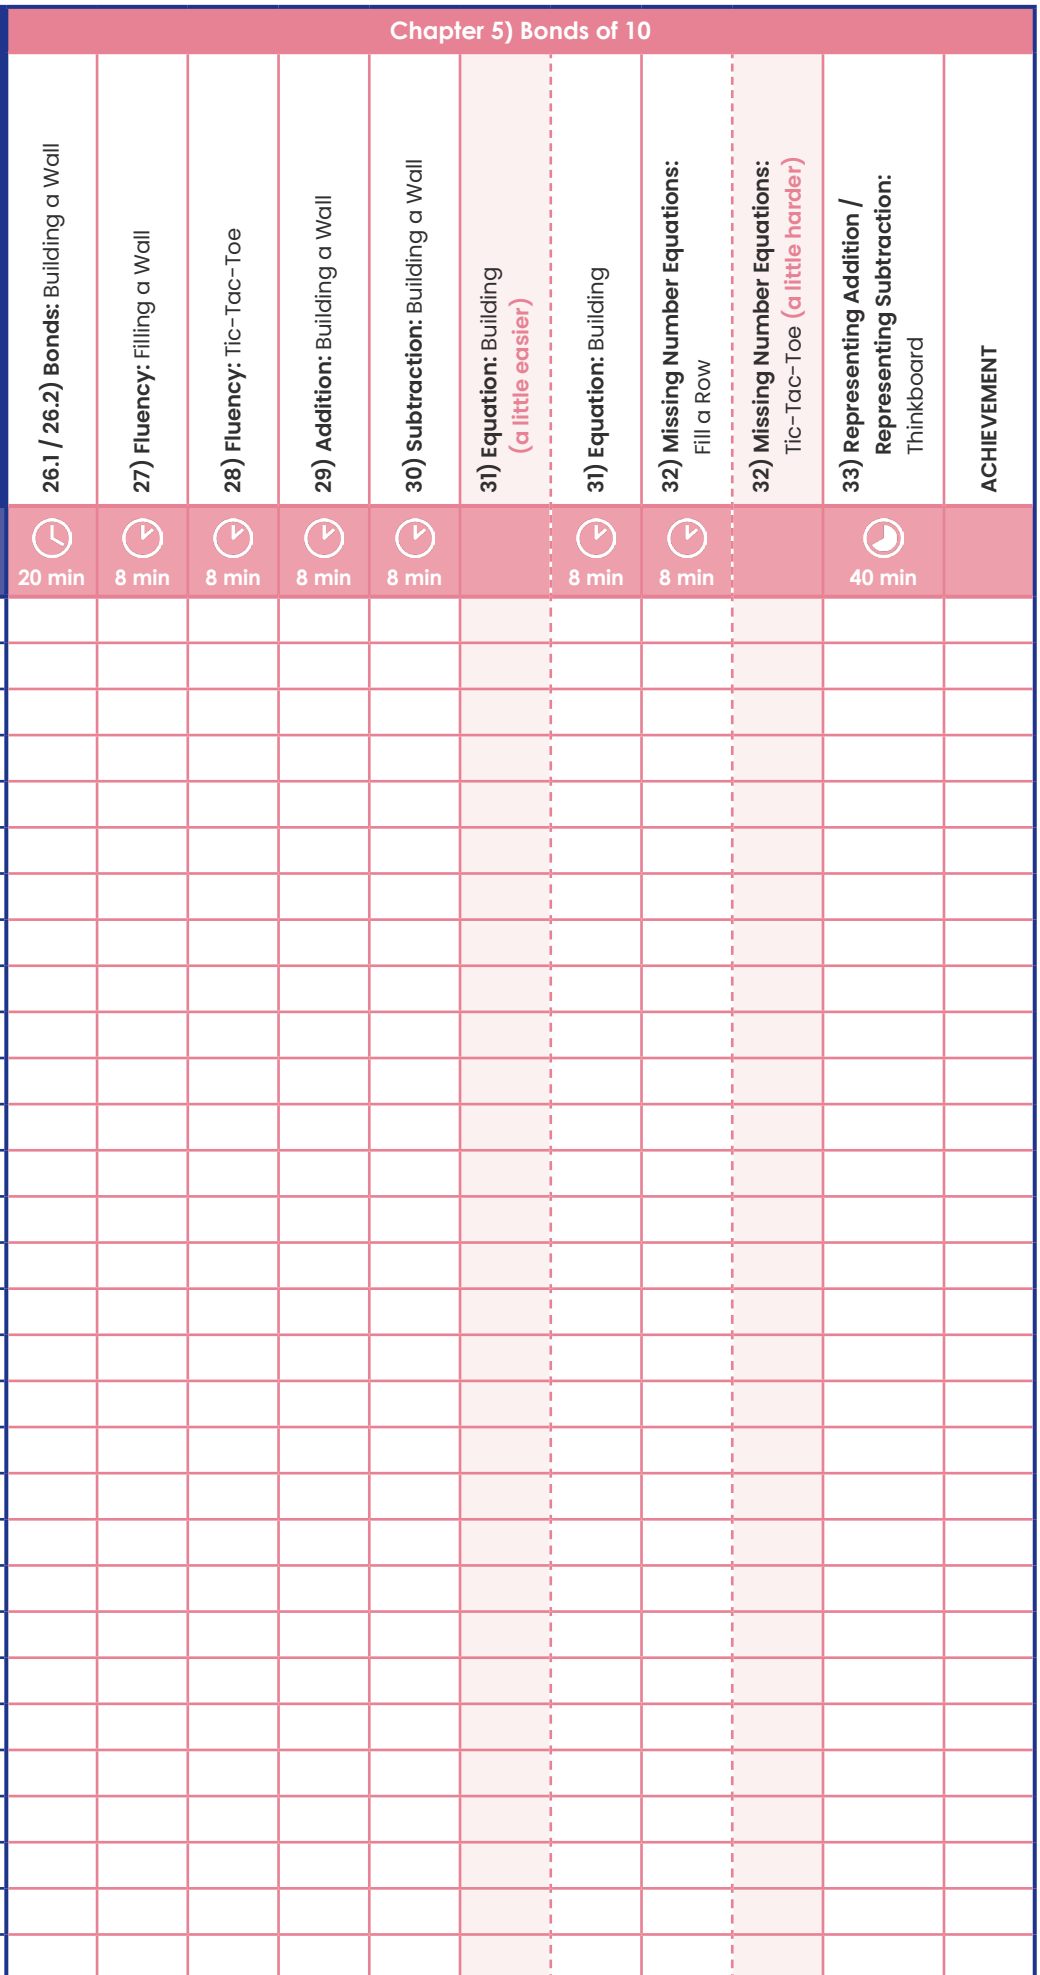 Chapter 5) Bonds of 10
26.1 / 26.2) Bonds: Building a Wall
27) Fluency: Filling a Wall
28) Fluency: Tic-Tac-Toe
29) Addition: Building a Wall
30) Subtraction: Building a Wall
31) Equation: Building
(a little easier)
31) Equation: Building
32) Missing Number Equations:
Fill a Row
32) Missing Number Equations:
Tic-Tac-Toe (a little harder)
33) Representing Addition /
Representing Subtraction:
Thinkboard
ACHIEVEMENT
20 min
8 min
8 min
8 min
8 min
8 min
8 min
40 min